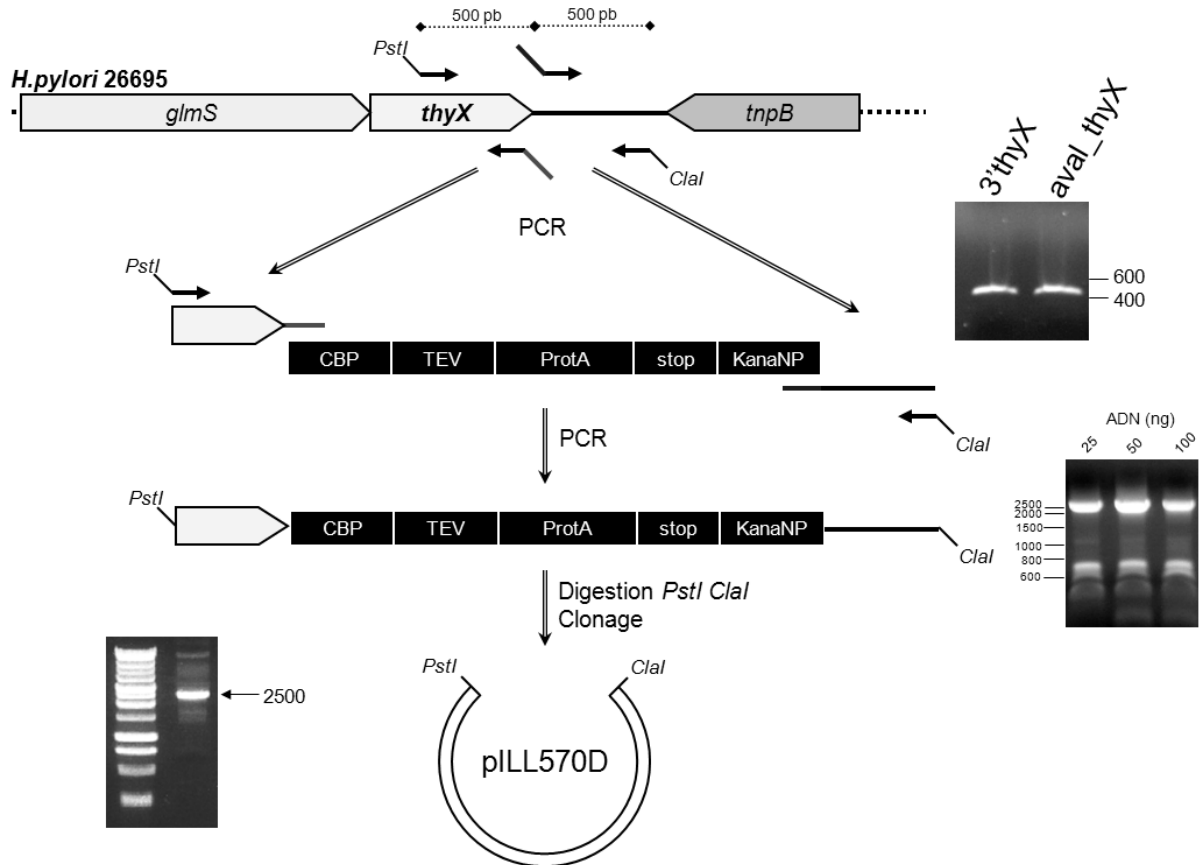 500 pb 500 pb
PstI
H.pylori 26695
glmS thyX tnpB
ClaI
3'thyX aval_thyX
600
400
PCR
PstI
CBP TEV ProtA stop KanaNP
ClaI
PCR
ADN (ng)
25 50 100
2500
2000
1500
1000
800
600
PstI
CBP TEV ProtA stop KanaNP
ClaI
Digestion PstI ClaI
Clonage
2500
PstI ClaI
pILL570D